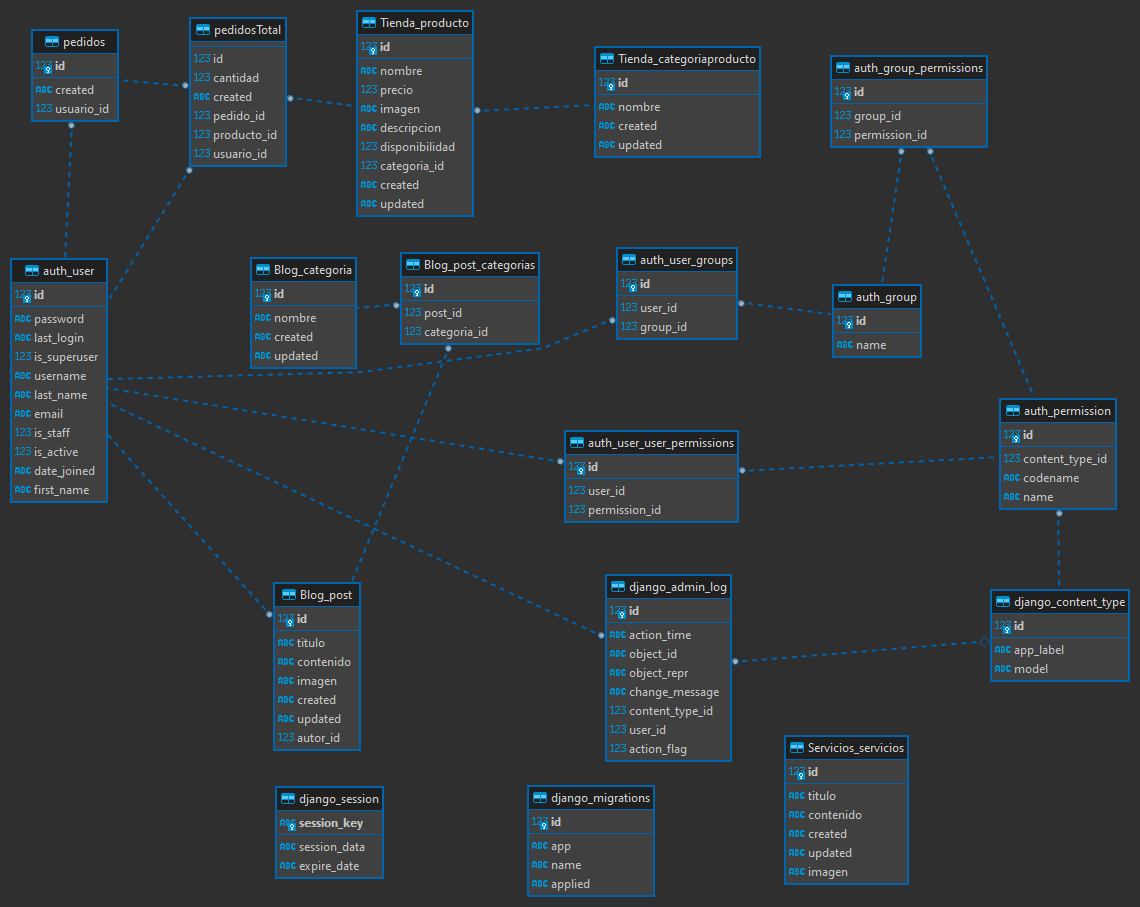 pedidos
123 id
ABC created
123 usuario_id
pedidosTotal
123 id
123 cantidad
ABC created
123 pedido_id
123 producto_id
123 usuario_id
Tienda_producto
123 id
ABC nombre
123 precio
ABC imagen
ABC descripcion
123 disponibilidad
123 categoria_id
ABC created
ABC updated
Tienda_categoriaproducto
123 id
ABC nombre
ABC created
ABC updated
auth_group_permissions
123 id
123 group_id
123 permission_id
auth_user
123 id
ABC password
ABC last_login
123 is_superuser
ABC username
ABC last_name
ABC email
123 is_staff
123 is_active
ABC date_joined
ABC first_name
Blog_categoria
123 id
ABC nombre
ABC created
ABC updated
Blog_post_categorias
123 id
123 post_id
123 categoria_id
auth_user_groups
123 id
123 user_id
123 group_id
auth_group
123 id
ABC name
auth_user_user_permissions
123 id
123 user_id
123 permission_id
auth_permission
123 id
123 content_type_id
ABC codename
ABC name
Blog_post
123 id
ABC titulo
ABC contenido
ABC imagen
ABC created
ABC updated
123 autor_id
django_admin_log
123 id
ABC action_time
ABC object_id
ABC object_repr
ABC change_message
123 content_type_id
123 user_id
123 action_flag
django_content_type
123 id
ABC app_label
ABC model
django_session
ABC session_key
ABC session_data
ABC expire_date
django_migrations
123 id
ABC app
ABC name
ABC applied
Servicios_servicios
123 id
ABC titulo
ABC contenido
ABC created
ABC updated
ABC imagen